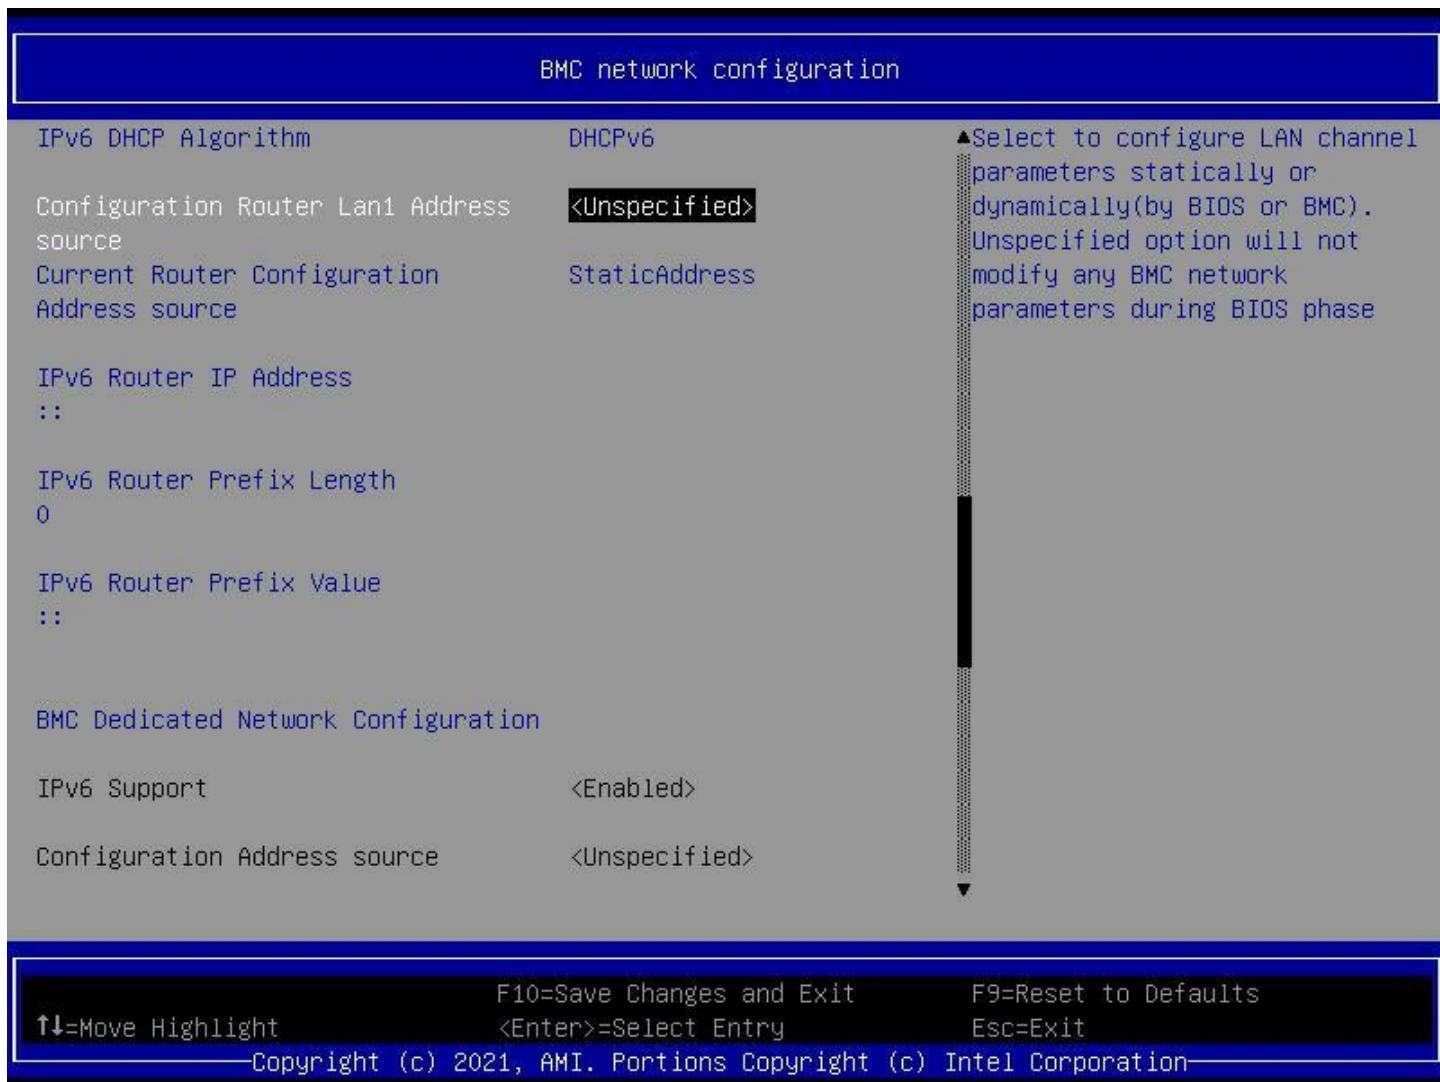 BMC network configuration
IPv6 DHCP Algorithm DHCPv6
Configuration Router Lan1 Address <Unspecified>
source
Current Router Configuration StaticAddress
Address source
IPv6 Router IP Address
::
IPv6 Router Prefix Length
0
IPv6 Router Prefix Value
::
BMC Dedicated Network Configuration
IPv6 Support <Enabled>
Configuration Address source <Unspecified>
▲Select to configure LAN channel
parameters statically or
dynamically(by BIOS or BMC).
Unspecified option will not
modify any BMC network
parameters during BIOS phase
▼
F10=Save Changes and Exit F9=Reset to Defaults
↑↓=Move Highlight <Enter>=Select Entry Esc=Exit
Copyright (c) 2021, AMI. Portions Copyright (c) Intel Corporation